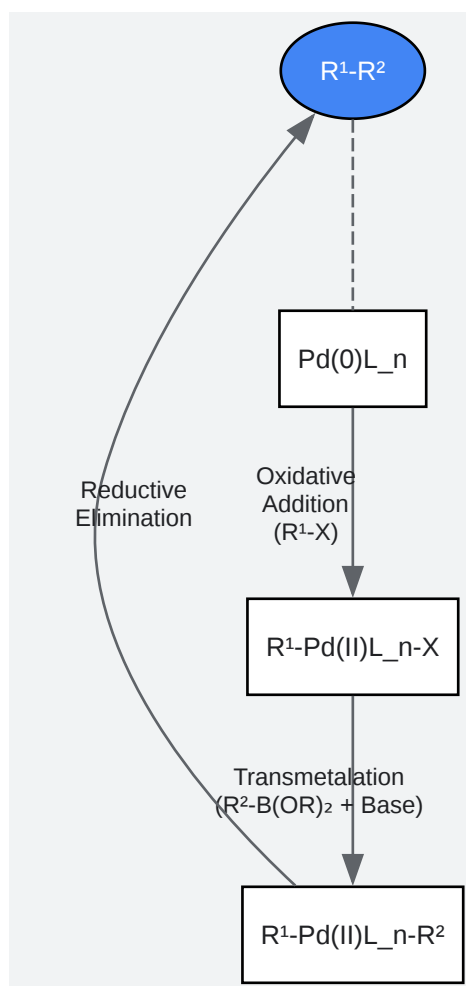 R¹-R²
Pd(0)L_n
Oxidative
Addition
(R¹-X)
Reductive
Elimination
R¹-Pd(II)L_n-X
Transmetalation
(R²-B(OR)₂ + Base)
R¹-Pd(II)L_n-R²